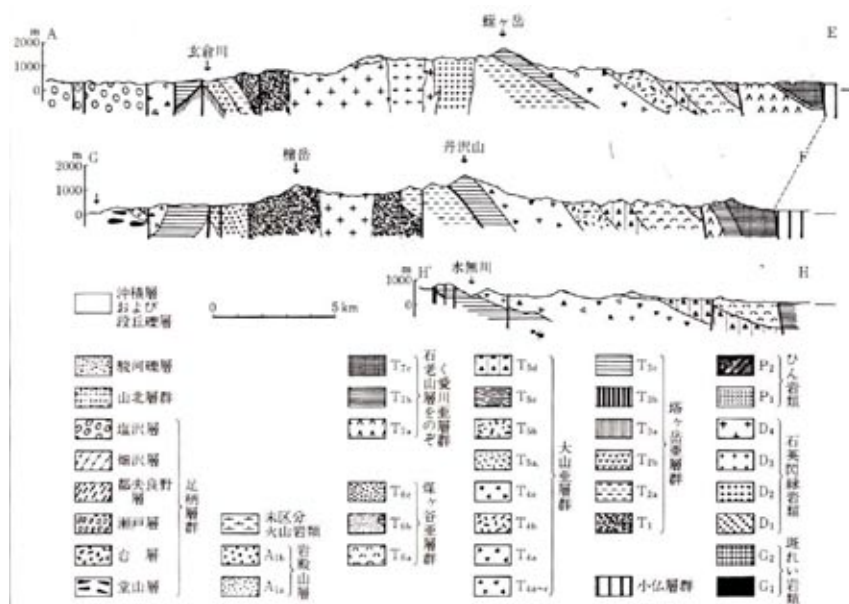 m A 玄倉川 蛭ヶ岳 E
2000
1000
0
m G 檜岳 丹沢山 F
2000
1000
0
m H' 水無川 H
1000
0
沖積層
および
段丘礫層
0 5 km
駿河礫層
山北層群
塩沢層
畑沢層
都夫良野
層
瀬戸層
層
堂山層
足柄層群
未区分
火山岩類
A₁ₐ
岩殿山層
T₇c
T₇b
T₇a
石老山層をのぞく
愛川亜層群
T₆c
T₆b
T₆a
煤ヶ谷亜層群
T₅d
T₅c
T₅b
T₅a
T₄b
T₄a
大山亜層群
T₃c
T₃b
T₃a
T₂b
T₂a
T₁
塔ヶ岳亜層群
小仏層群
P₂
P₁
ひん岩類
D₄
D₃
D₂
D₁
石英閃緑岩類
G₂
G₁
斑れい岩類